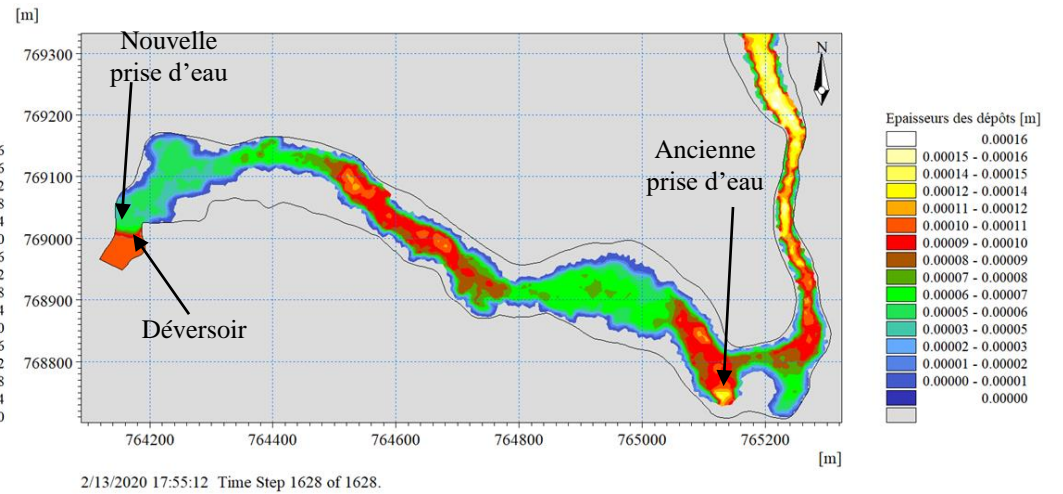 [m]
769300
769200
769100
769000
768900
768800
764200
764400
764600
764800
765000
765200
[m]
2/13/2020 17:55:12 Time Step 1628 of 1628.
Nouvelle
prise d'eau
Déversoir
Ancienne
prise d'eau
N
Epaisseurs des dépôts [m]
0.00016
0.00015 - 0.00016
0.00014 - 0.00015
0.00012 - 0.00014
0.00011 - 0.00012
0.00010 - 0.00011
0.00009 - 0.00010
0.00008 - 0.00009
0.00007 - 0.00008
0.00006 - 0.00007
0.00005 - 0.00006
0.00003 - 0.00005
0.00002 - 0.00003
0.00001 - 0.00002
0.00000 - 0.00001
0.00000